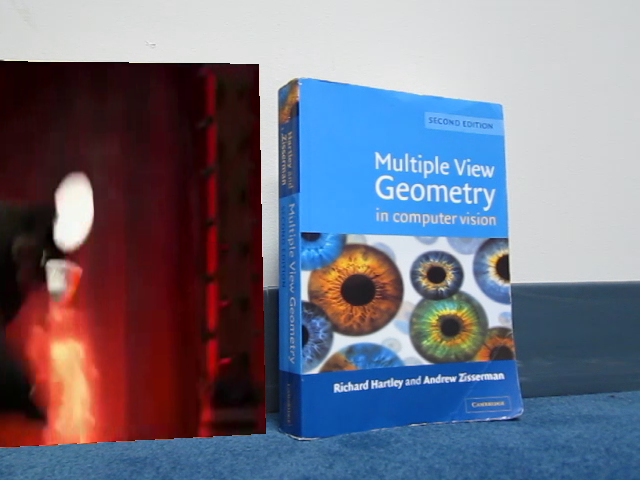 SECOND EDITION
Multiple View
Geometry
in computer vision
Richard Hartley and Andrew Zisserman
CAMBRIDGE
Hartley and
Zisserman
Multiple View Geometry